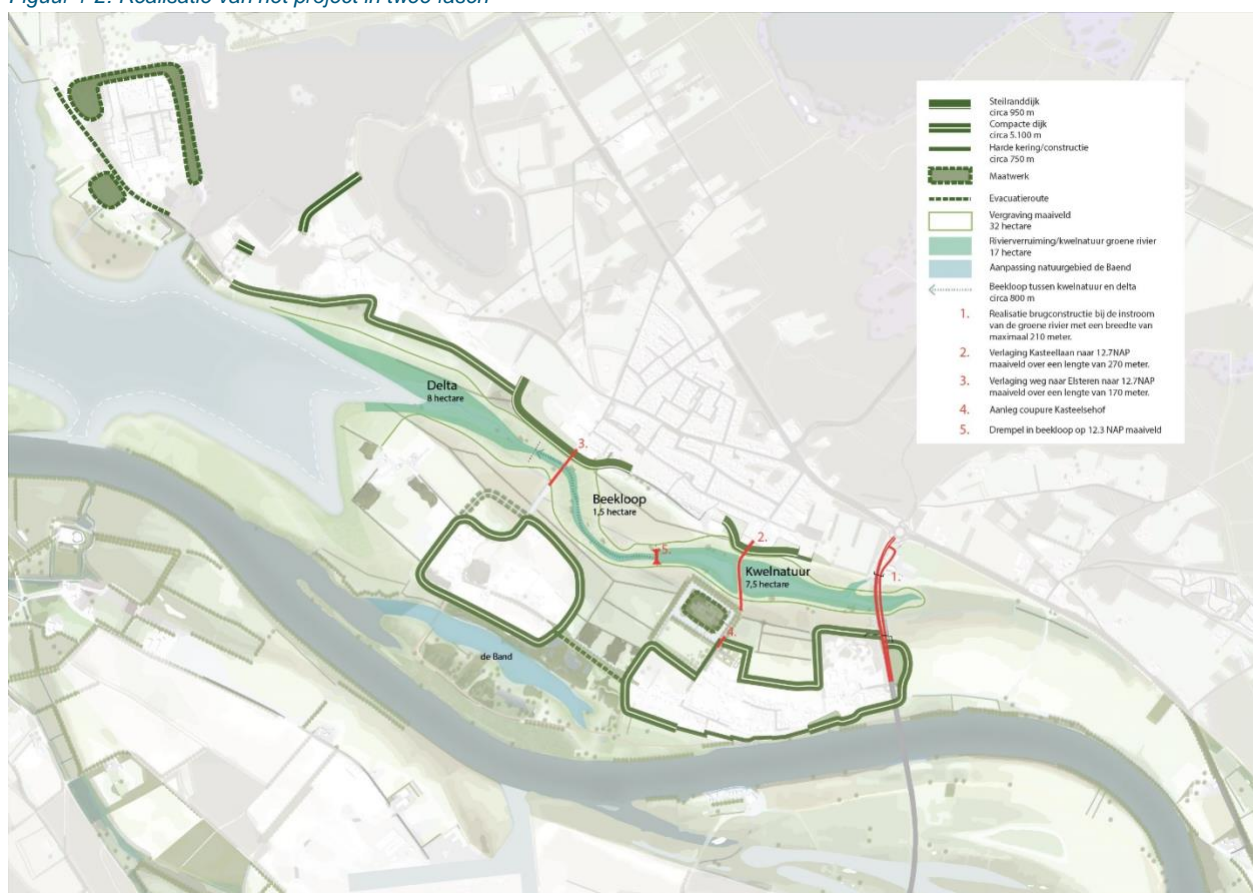 Figuur 1-2: Realisatie van het project in twee fasen
Steilranddijk
circa 950 m
Compacte dijk
circa 5.100 m
Harde kering/constructie
circa 750 m
Maatwerk
Evacuatieroute
Vergraving maaiveld
32 hectare
Rivierverruiming/kwelnatuur groene rivier
17 hectare
Aanpassing natuurgebied de Baend
Beekloop tussen kwelnatuur en delta
circa 800 m
1. Realisatie brugconstructie bij de instroom
van de groene rivier met een breedte van
maximaal 210 meter.
2. Verlaging Kasteellaan naar 12.7NAP
maaiveld over een lengte van 270 meter.
3. Verlaging weg naar Elsteren naar 12.7NAP
maaiveld over een lengte van 170 meter.
4. Aanleg coupure Kasteelsehof
5. Drempel in beekloop op 12.3 NAP maaiveld
Delta
8 hectare
3.
Beekloop
1,5 hectare
2.
5.
Kwelnatuur
7,5 hectare
1.
4.
de Band